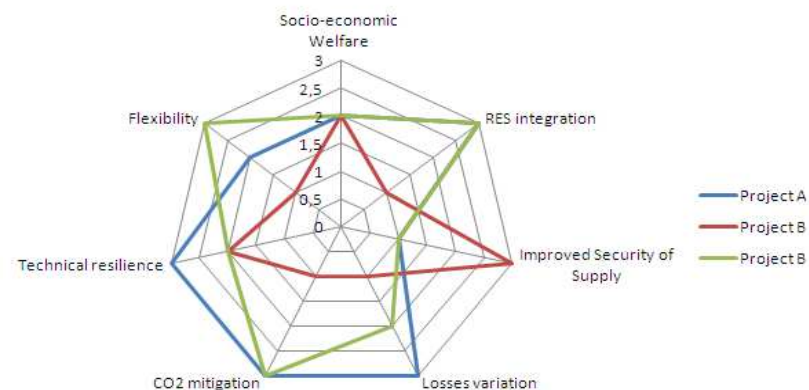 Socio-economic
Welfare
3
2,5
2
1,5
1
0,5
0
RES integration
Improved Security of
Supply
Losses variation
CO2 mitigation
Technical resilience
Flexibility
Project A
Project B
Project B